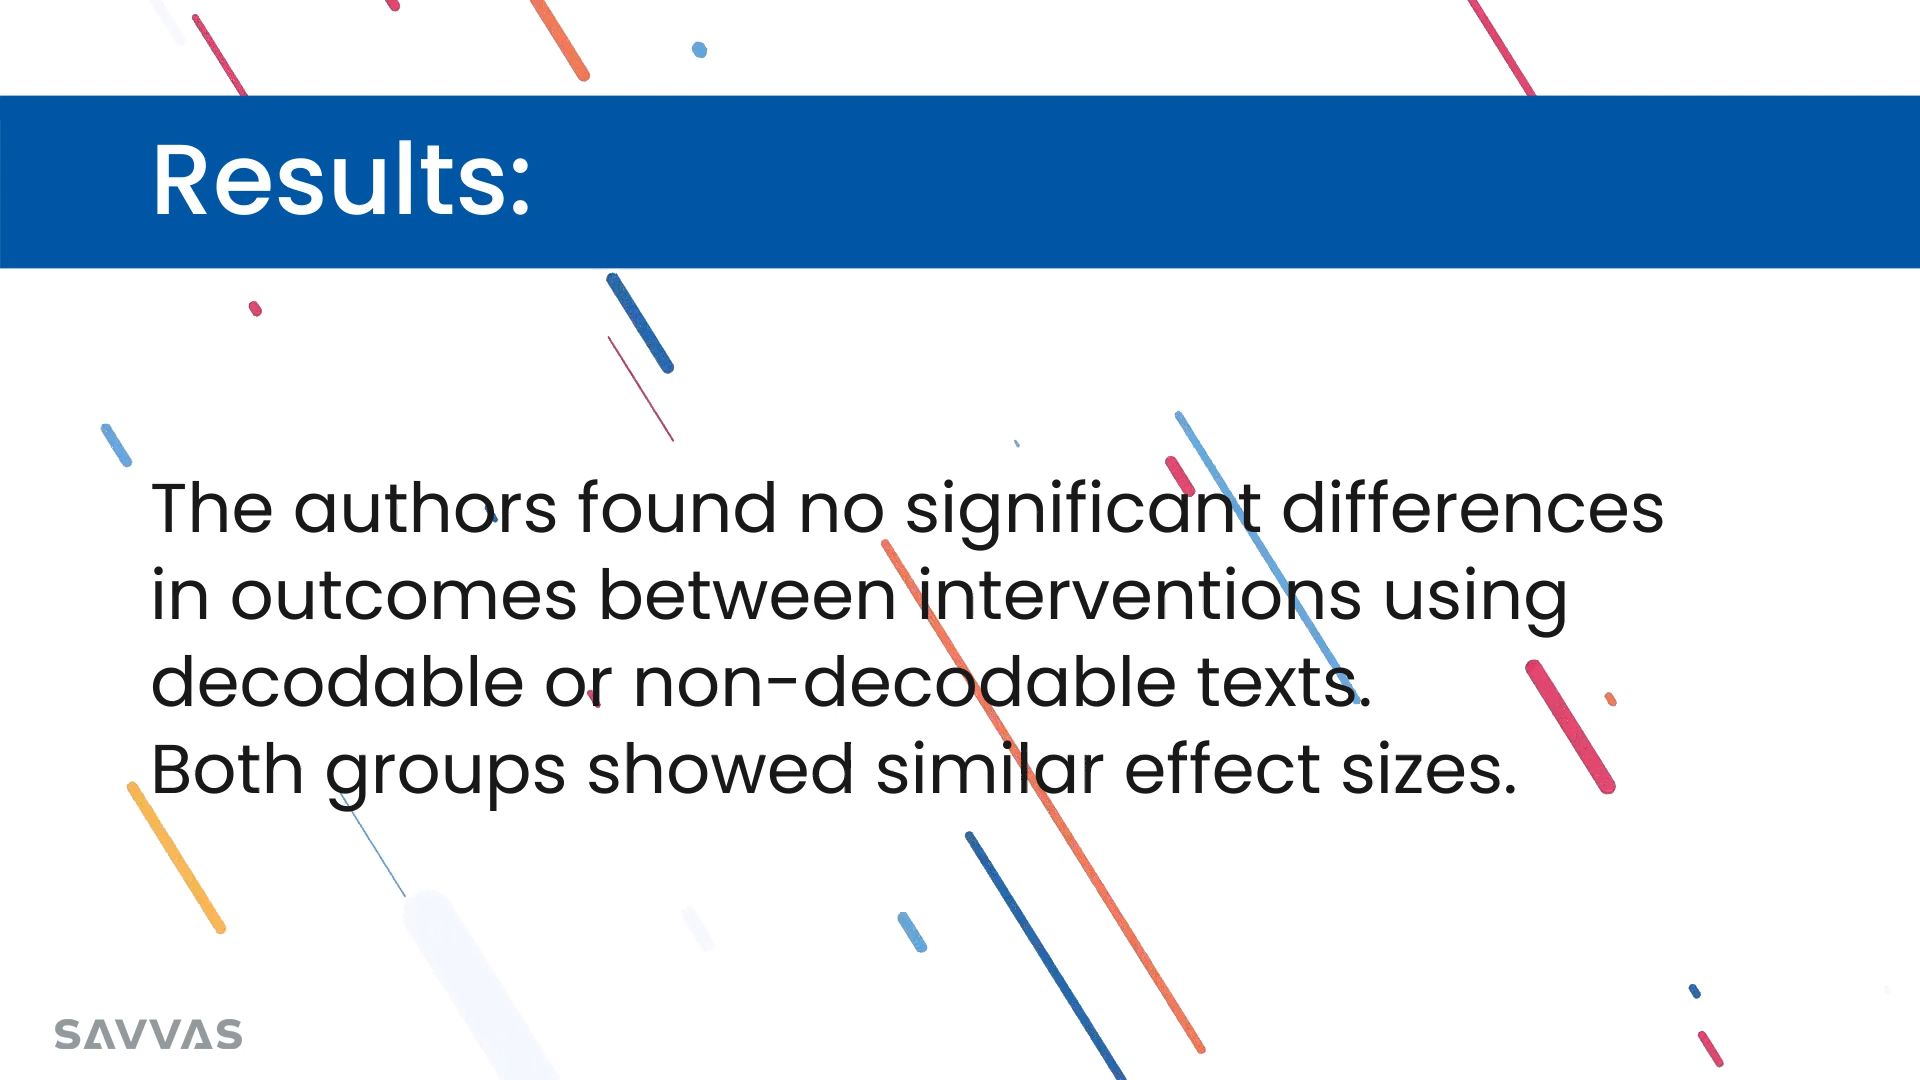 Results:
The authors found no significant differences
in outcomes between interventions using
decodable or non-decodable texts.
Both groups showed similar effect sizes.
SAVVAS